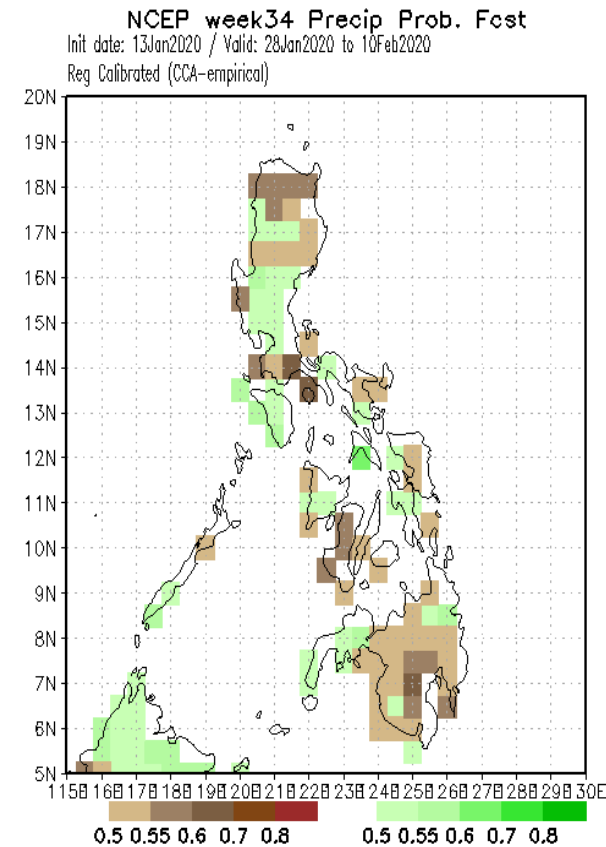 NCEP week34 Precip Prob. Fcst
Init date: 13Jan2020 / Valid: 28Jan2020 to 10Feb2020
Reg Calibrated (CCA-empirical)
20N
19N
18N
17N
16N
15N
14N
13N
12N
11N
10N
9N
8N
7N
6N
5N
115E 116E 117E 118E 119E 120E 121E 122E 123E 124E 125E 126E 127E 128E 129E 130E
0.5 0.55 0.6 0.7 0.8 0.5 0.55 0.6 0.7 0.8